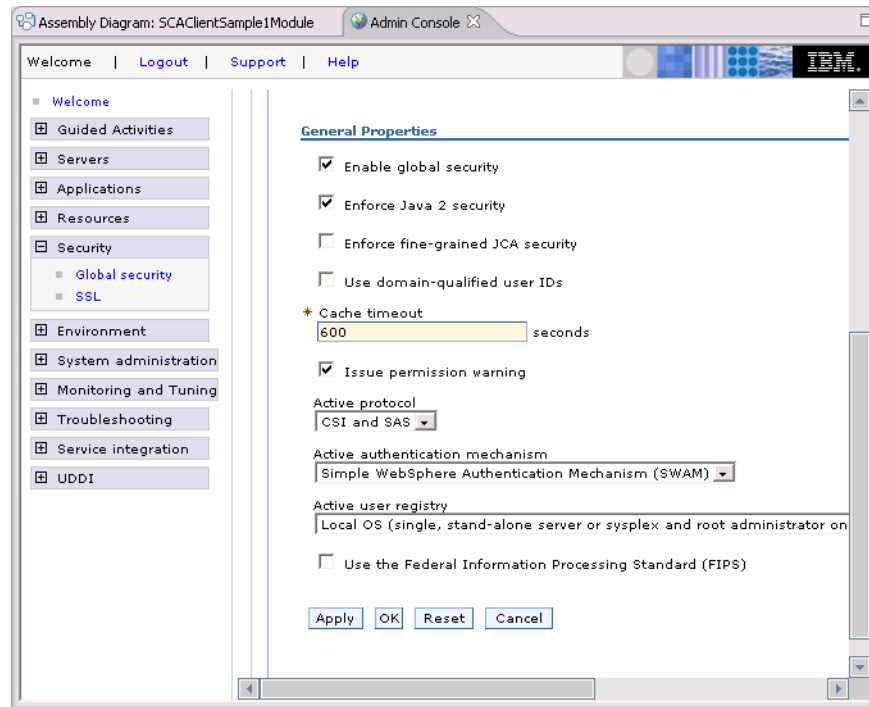 Assembly Diagram: SCAClientSample1Module
Admin Console
Welcome | Logout | Support | Help
IBM.
Welcome
Guided Activities
Servers
Applications
Resources
Security
Global security
SSL
Environment
System administration
Monitoring and Tuning
Troubleshooting
Service integration
UDDI
General Properties
Enable global security
Enforce Java 2 security
Enforce fine-grained JCA security
Use domain-qualified user IDs
* Cache timeout
600 seconds
Issue permission warning
Active protocol
CSI and SAS
Active authentication mechanism
Simple WebSphere Authentication Mechanism (SWAM)
Active user registry
Local OS (single, stand-alone server or sysplex and root administrator on
Use the Federal Information Processing Standard (FIPS)
Apply OK Reset Cancel